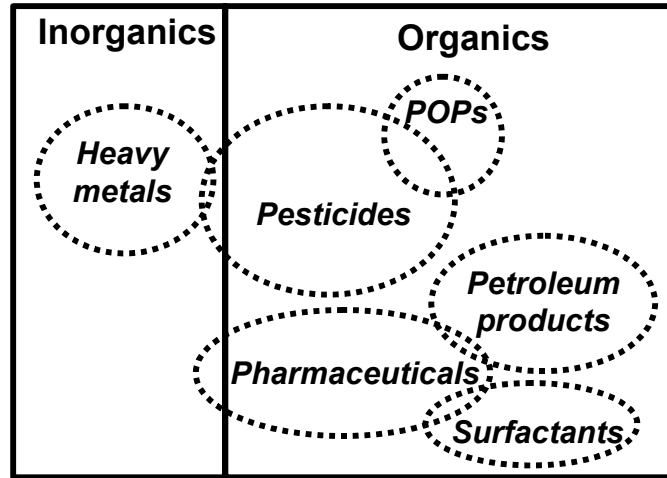 Inorganics
Organics
POPs
Heavy
metals
Pesticides
Petroleum
products
Pharmaceuticals
Surfactants